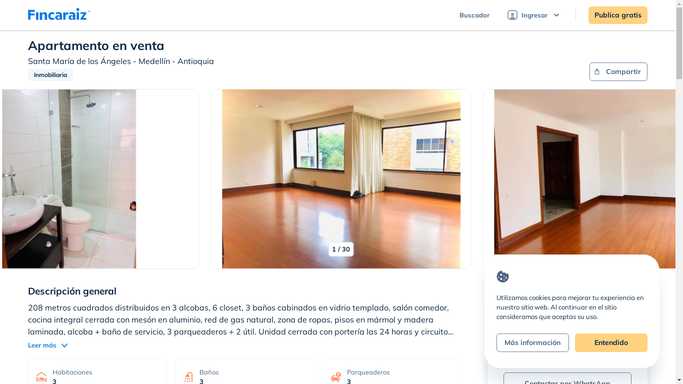 Fincaraiz
Buscador
Ingresar
Publica gratis
Apartamento en venta
Santa María de los Ángeles - Medellín - Antioquia
Inmobiliaria
Compartir
1 / 30
Descripción general
208 metros cuadrados distribuidos en 3 alcobas, 6 closet, 3 baños cabinados en vidrio templado, salón comedor,
cocina integral cerrada con mesón en aluminio, red de gas natural, zona de ropas, pisos en mármol y madera
laminada, alcoba + baño de servicio, 3 parqueaderos + 2 útil. Unidad cerrada con portería las 24 horas y circuito...
Leer más
Habitaciones
3
Baños
3
Parqueaderos
3
Utilizamos cookies para mejorar tu experiencia en
nuestro sitio web. Al continuar en el sitio
consideramos que aceptas su uso.
Más información
Entendido
Contactar por WhatsApp